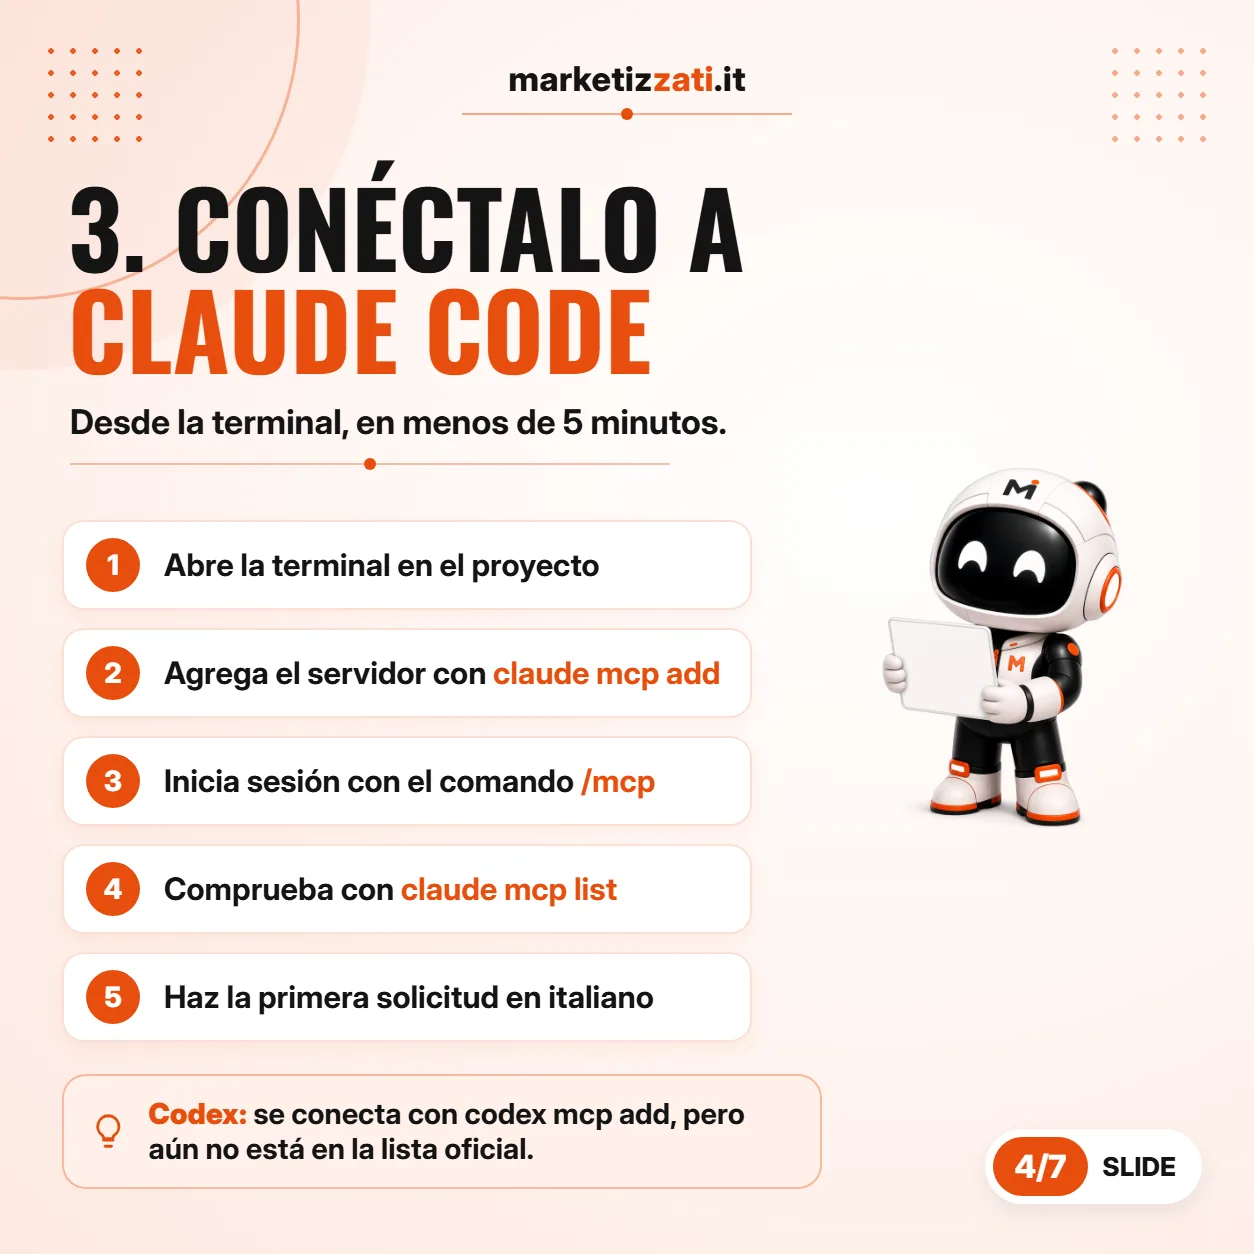 marketizzati.it
3. CONÉCTALO A
CLAUDE CODE
Desde la terminal, en menos de 5 minutos.
1 Abre la terminal en el proyecto
2 Agrega el servidor con claude mcp add
3 Inicia sesión con el comando /mcp
4 Comprueba con claude mcp list
5 Haz la primera solicitud en italiano
Codex: se conecta con codex mcp add, pero
aún no está en la lista oficial.
4/7 SLIDE
M
M